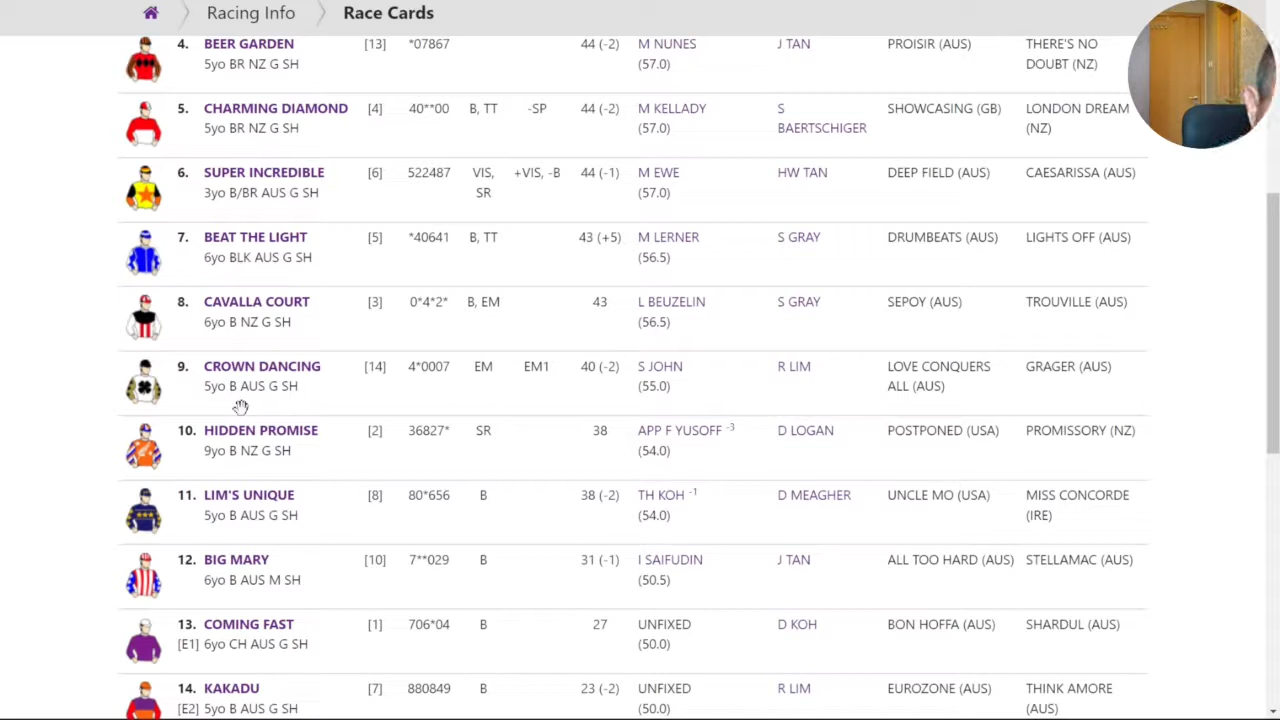 Racing Info
Race Cards
4. BEER GARDEN [13] *07867 44 (-2) M NUNES J TAN PROISIR (AUS) THERE'S NO
5yo BR NZ G SH (57.0) DOUBT (NZ)
5. CHARMING DIAMOND [4] 40**00 B, TT -SP 44 (-2) M KELLADY S SHOWCASING (GB) LONDON DREAM
5yo BR NZ G SH (57.0) BAERTSCHIGER (NZ)
6. SUPER INCREDIBLE [6] 522487 VIS, +VIS, -B 44 (-1) M EWE HW TAN DEEP FIELD (AUS) CAESARISSA (AUS)
3yo B/BR AUS G SH SR (57.0)
7. BEAT THE LIGHT [5] *40641 B, TT 43 (+5) M LERNER S GRAY DRUMBEATS (AUS) LIGHTS OFF (AUS)
6yo BLK AUS G SH (56.5)
8. CAVALLA COURT [3] 0*4*2* B, EM 43 L BEUZELIN S GRAY SEPOY (AUS) TROUVILLE (AUS)
6yo B NZ G SH (56.5)
9. CROWN DANCING [14] 4*0007 EM EM1 40 (-2) S JOHN R LIM LOVE CONQUERS GRAGER (AUS)
5yo B AUS G SH (55.0) ALL (AUS)
10. HIDDEN PROMISE [2] 36827* SR 38 APP F YUSOFF -3 D LOGAN POSTPONED (USA) PROMISSORY (NZ)
9yo B NZ G SH (54.0)
11. LIM'S UNIQUE [8] 80*656 B 38 (-2) TH KOH -1 D MEAGHER UNCLE MO (USA) MISS CONCORDE
5yo B AUS G SH (54.0) (IRE)
12. BIG MARY [10] 7**029 B 31 (-1) I SAIFUDIN J TAN ALL TOO HARD (AUS) STELLAMAC (AUS)
6yo B AUS M SH (50.5)
13. COMING FAST [1] 706*04 B 27 UNFIXED D KOH BON HOFFA (AUS) SHARDUL (AUS)
[E1] 6yo CH AUS G SH (50.0)
14. KAKADU [7] 880849 B 23 (-2) UNFIXED R LIM EUROZONE (AUS) THINK AMORE
[E2] 5yo B AUS G SH (50.0) (AUS)